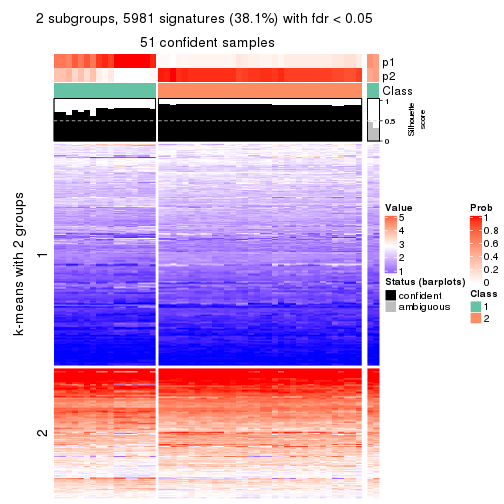 2 subgroups, 5981 signatures (38.1%) with fdr < 0.05
51 confident samples
p1
p2
Class
1
0.5
0
Silhouette
score
k-means with 2 groups
1
2
Value
5
4
3
2
1
Status (barplots)
confident
ambiguous
Prob
1
0.8
0.6
0.4
0.2
0
Class
1
2